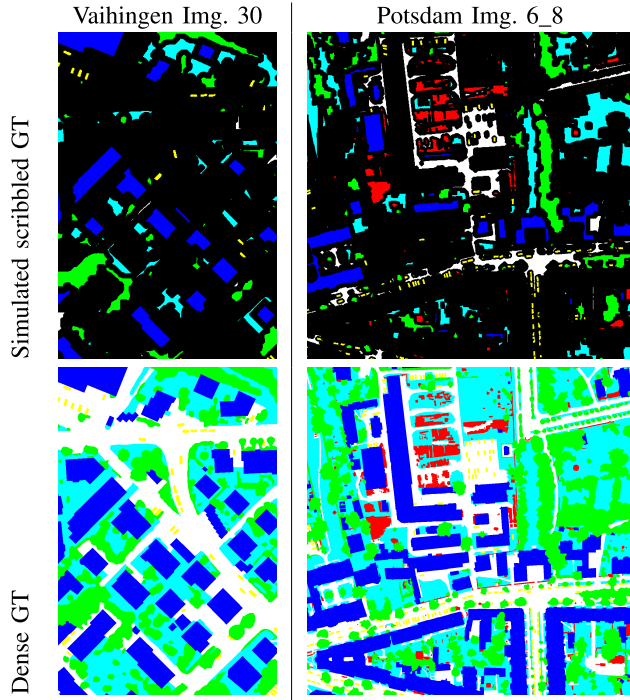 Vaihingen Img. 30
Potsdam Img. 6_8
Simulated scribbled GT
Dense GT